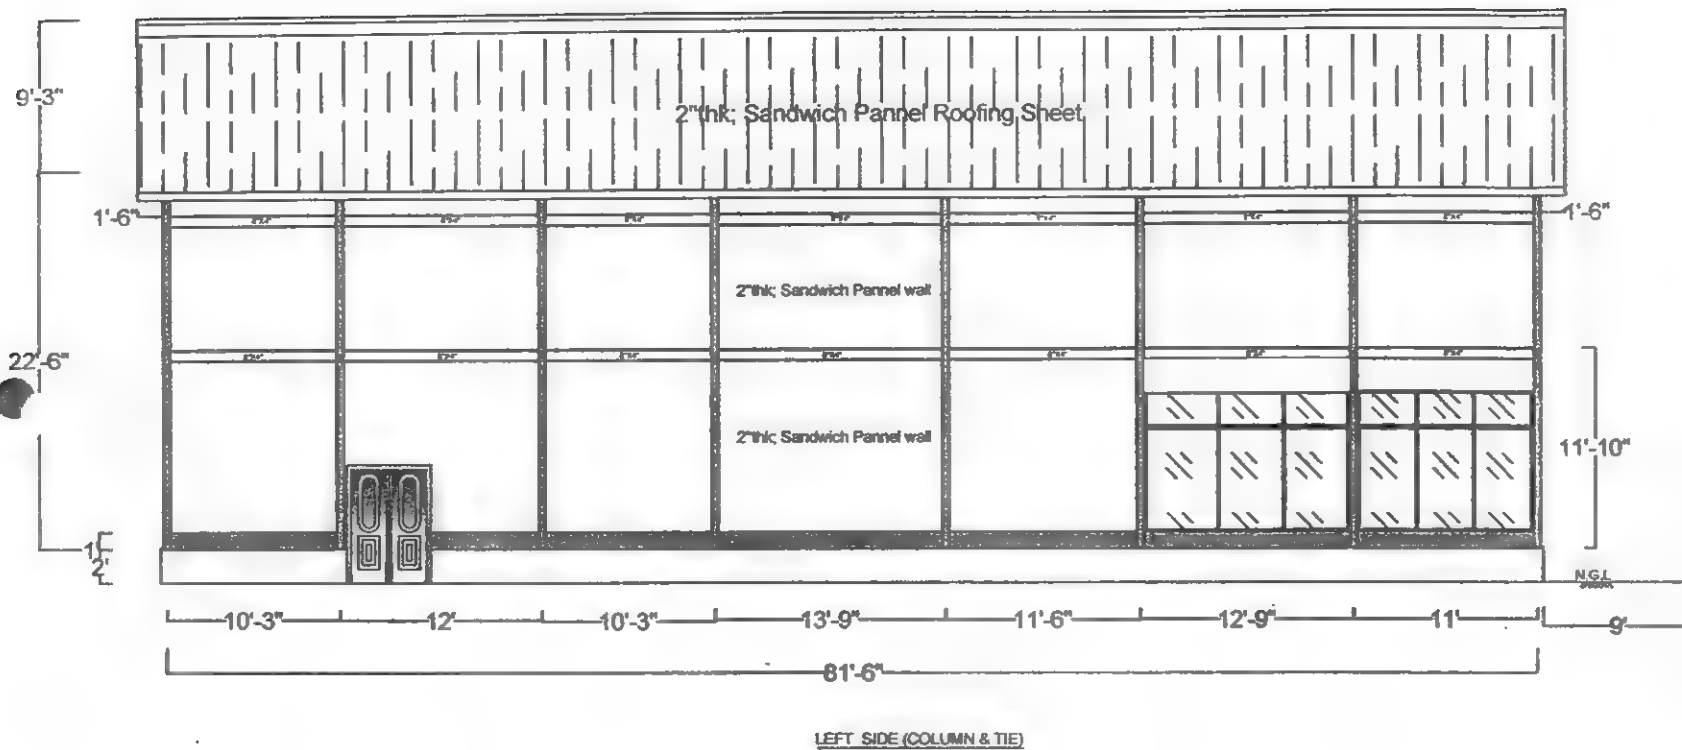 9'-3"
2"thk; Sandwich Pannel Roofing Sheet
1'-6"
1'-6"
2"thk; Sandwich Pannel wall
22'-6"
2"thk; Sandwich Pannel wall
11'-10"
1'
2'
N.G.L
10'-3" 12' 10'-3" 13'-9" 11'-6" 12'-9" 11' 9'
81'-6"
LEFT SIDE (COLUMN & TIE)